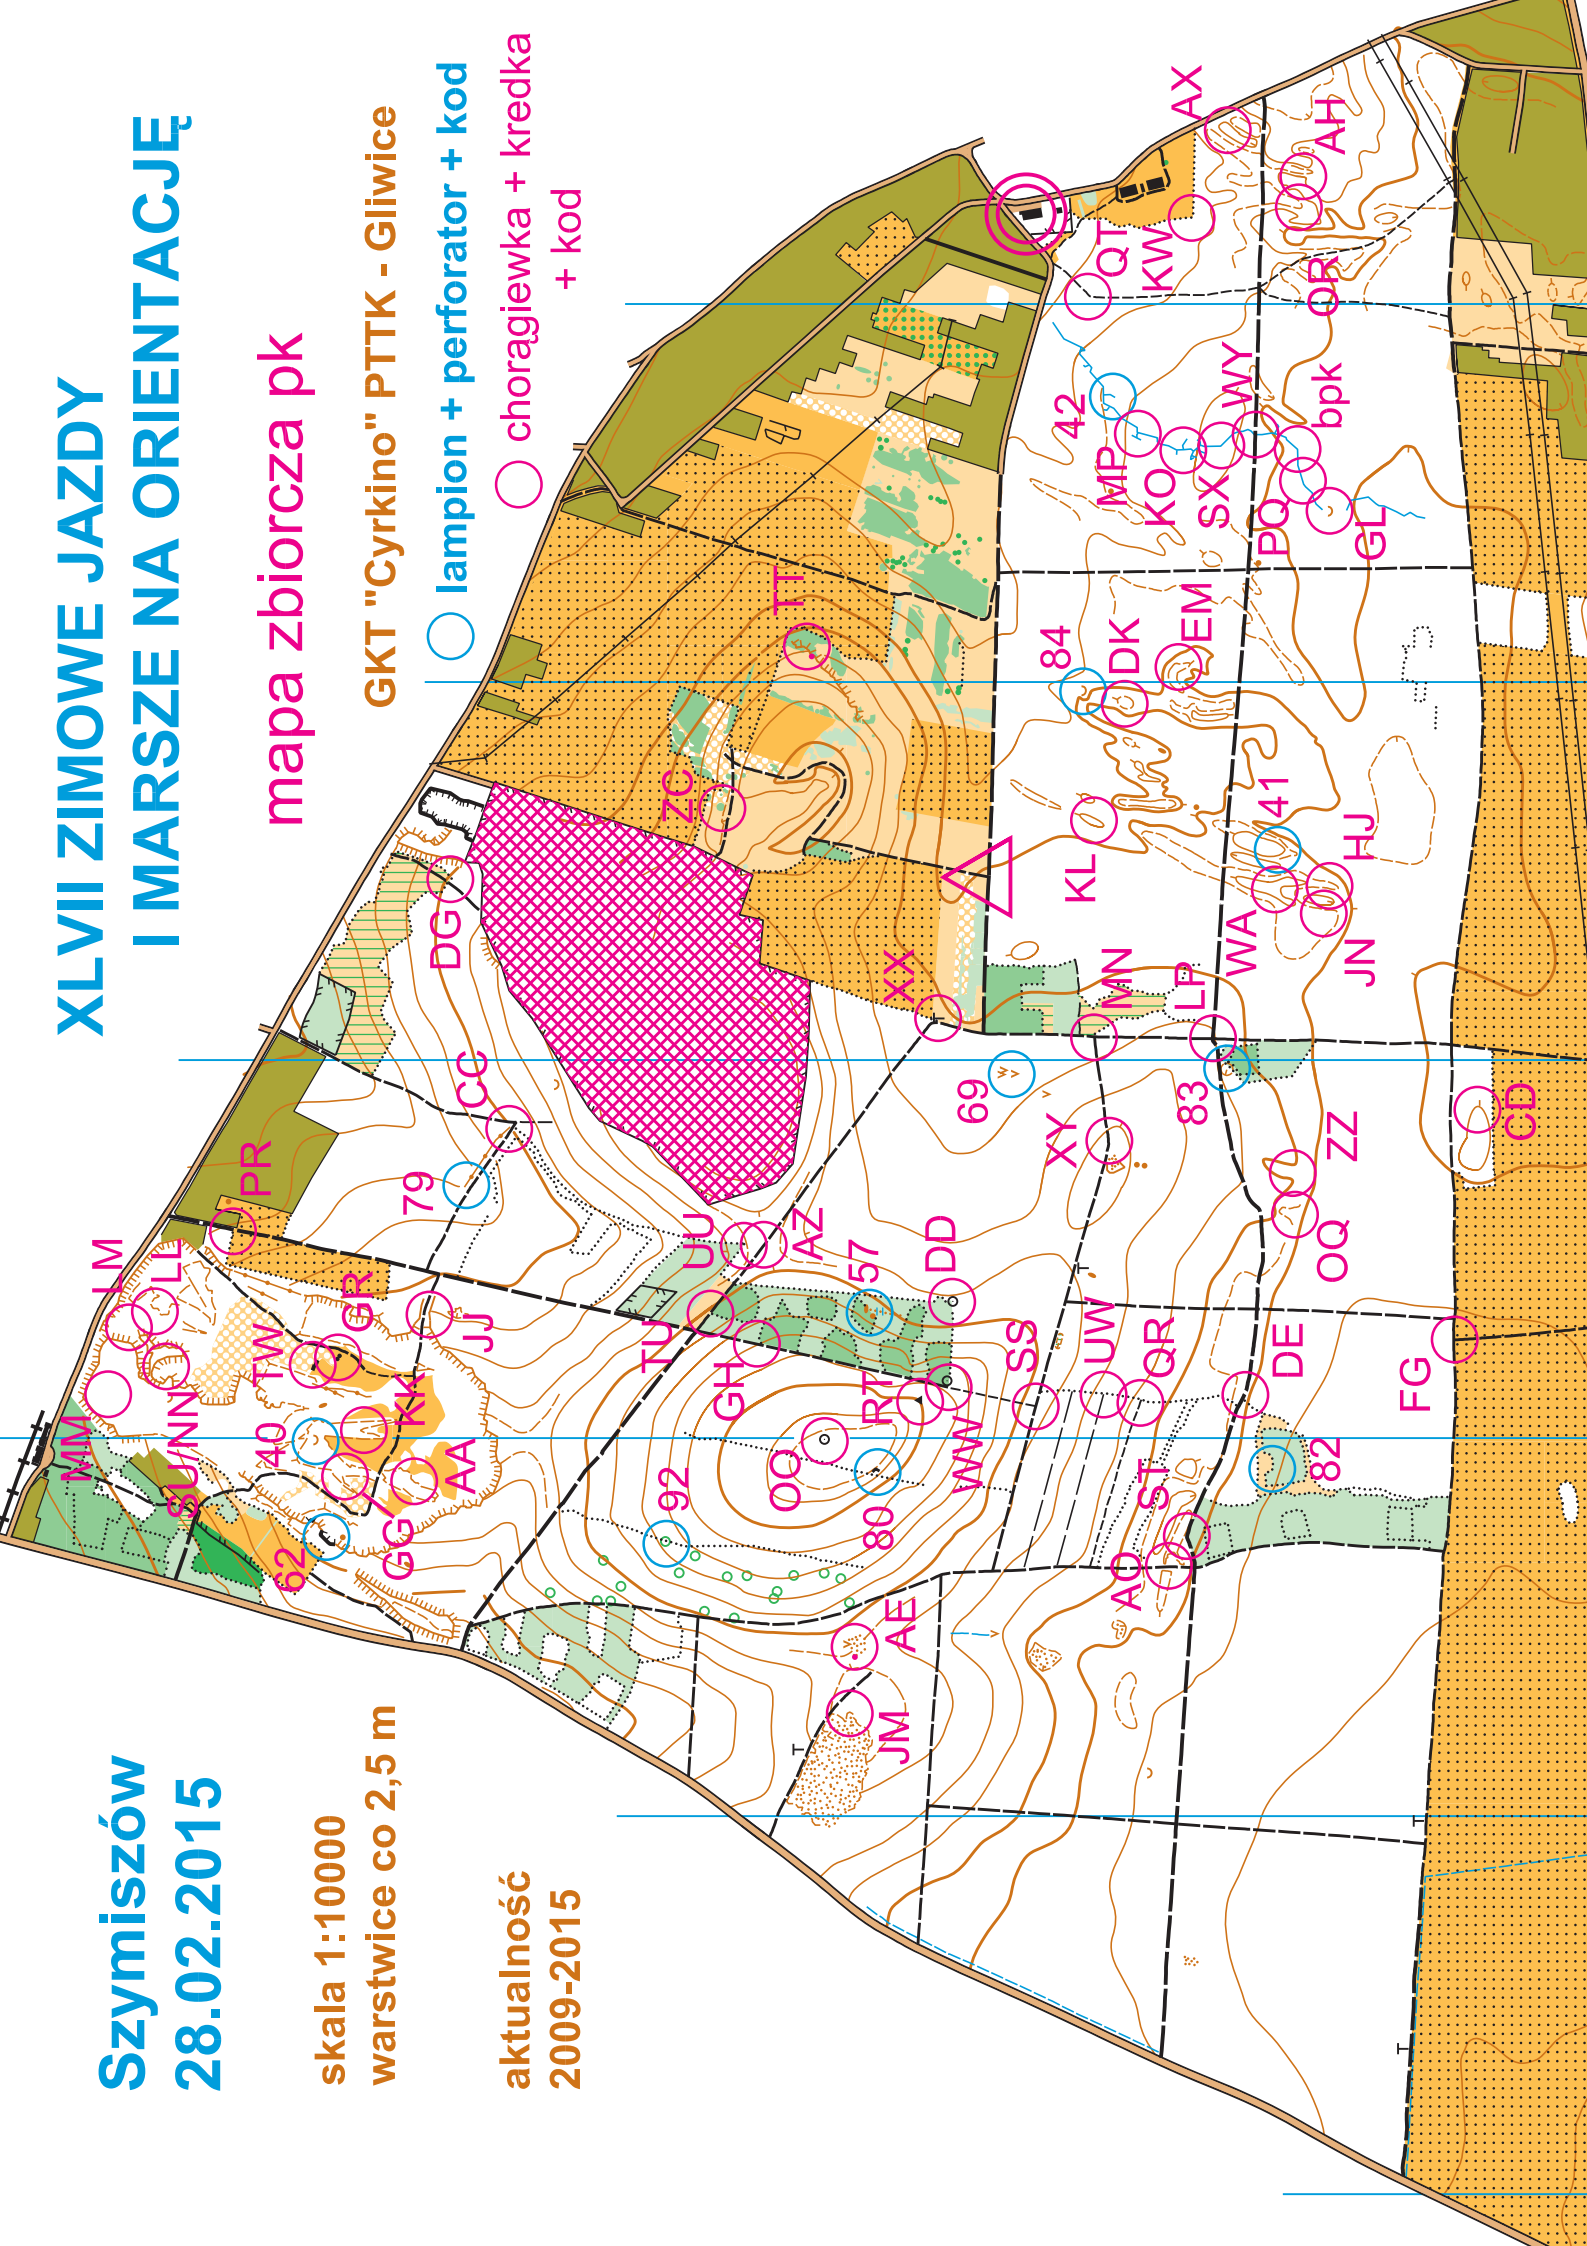 XLVII ZIMOWE JAZDY
I MARSZE NA ORIENTACJĘ
mapa zbiorcza pk
GKT "Cyrkino" PTTK - Gliwice
lampion + perforator + kod
chorągiewka + kredka
+ kod
Szymiszów
28.02.2015
skala 1:10000
warstwice co 2,5 m
aktualność
2009-2015
MM
LM
LL
SU/NN
PR
TW
GR
40
62
KK
JJ
GG
AA
79
CC
DG
ZC
TT
UU
AZ
TU
GH
57
DD
92
OO
RT
80
WW
SS
AE
JM
XX
69
XY
MN
LP
83
KL
84
DK
EM
WA
41
HJ
JN
UW
QR
ST
AO
DE
82
ZZ
OQ
FG
CD
42
MP
KO
SX
WY
PO
bpk
GL
QT
KW
AX
AH
OR